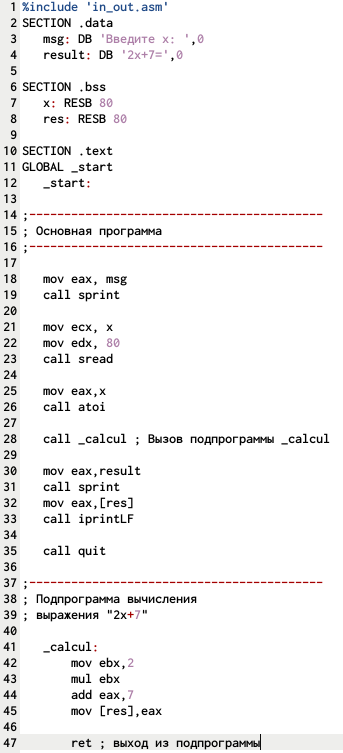 1 %include 'in_out.asm'
2 SECTION .data
3 msg: DB 'Введите x: ',0
4 result: DB '2x+7=',0
5
6 SECTION .bss
7 x: RESB 80
8 res: RESB 80
9
10 SECTION .text
11 GLOBAL _start
12 _start:
13
14 ;------------------------------------------
15 ; Основная программа
16 ;------------------------------------------
17
18 mov eax, msg
19 call sprint
20
21 mov ecx, x
22 mov edx, 80
23 call sread
24
25 mov eax,x
26 call atoi
27
28 call _calcul ; Вызов подпрограммы _calcul
29
30 mov eax,result
31 call sprint
32 mov eax,[res]
33 call iprintLF
34
35 call quit
36
37 ;------------------------------------------
38 ; Подпрограмма вычисления
39 ; выражения "2x+7"
40
41 _calcul:
42 mov ebx,2
43 mul ebx
44 add eax,7
45 mov [res],eax
46
47 ret ; выход из подпрограммы